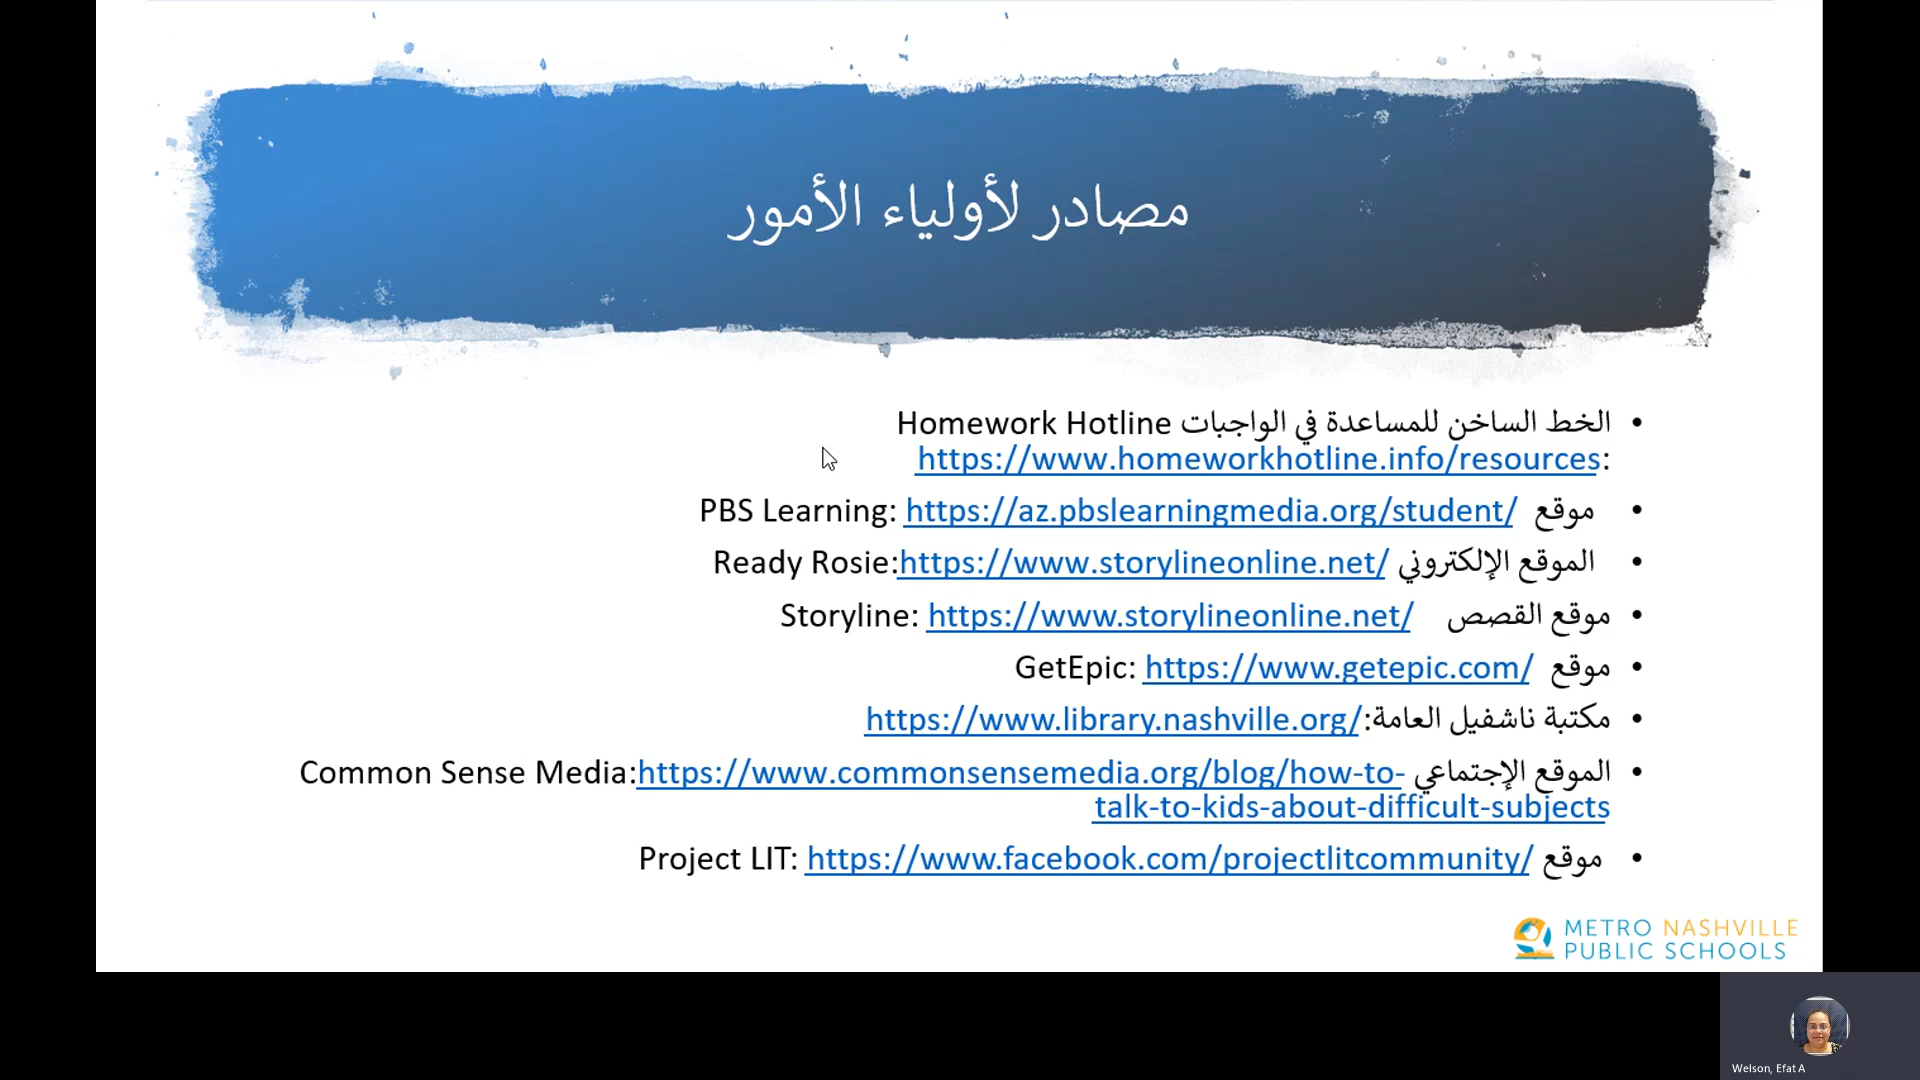 مصادر لأولياء الأمور
• الخط الساخن للمساعدة في الواجبات Homework Hotline
https://www.homeworkhotline.info/resources:
• موقع PBS Learning: https://az.pbslearningmedia.org/student/
• الموقع الإلكتروني Ready Rosie:https://www.storylineonline.net/
• موقع القصص Storyline: https://www.storylineonline.net/
• موقع GetEpic: https://www.getepic.com/
• مكتبة ناشفيل العامة: https://www.library.nashville.org/
• الموقع الإجتماعي Common Sense Media:https://www.commonsensemedia.org/blog/how-to-
talk-to-kids-about-difficult-subjects
• موقع Project LIT: https://www.facebook.com/projectlitcommunity/
METRO NASHVILLE
PUBLIC SCHOOLS
Welson, Efat A